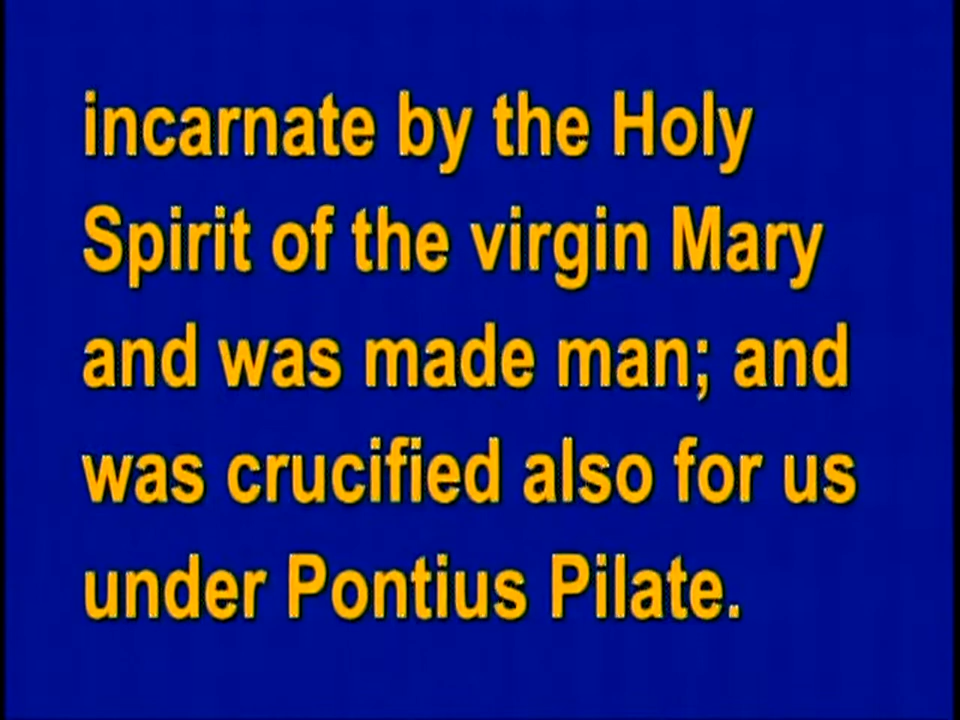 incarnate by the Holy
Spirit of the virgin Mary
and was made man; and
was crucified also for us
under Pontius Pilate.